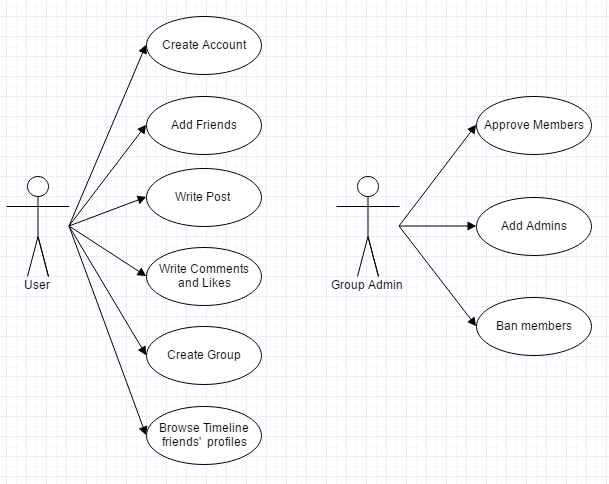 Create Account
Add Friends
Write Post
Write Comments
and Likes
Create Group
Browse Timeline
friends' profiles
User
Approve Members
Add Admins
Ban members
Group Admin